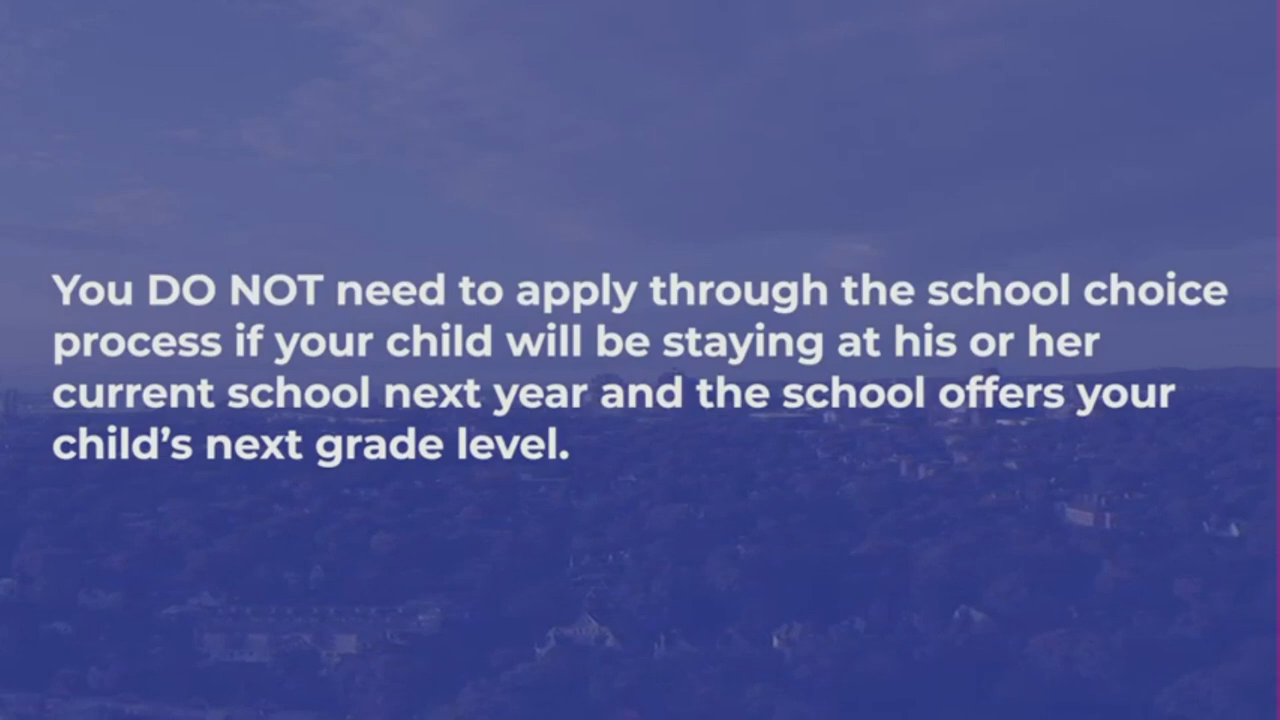 You DO NOT need to apply through the school choice
process if your child will be staying at his or her
current school next year and the school offers your
child’s next grade level.